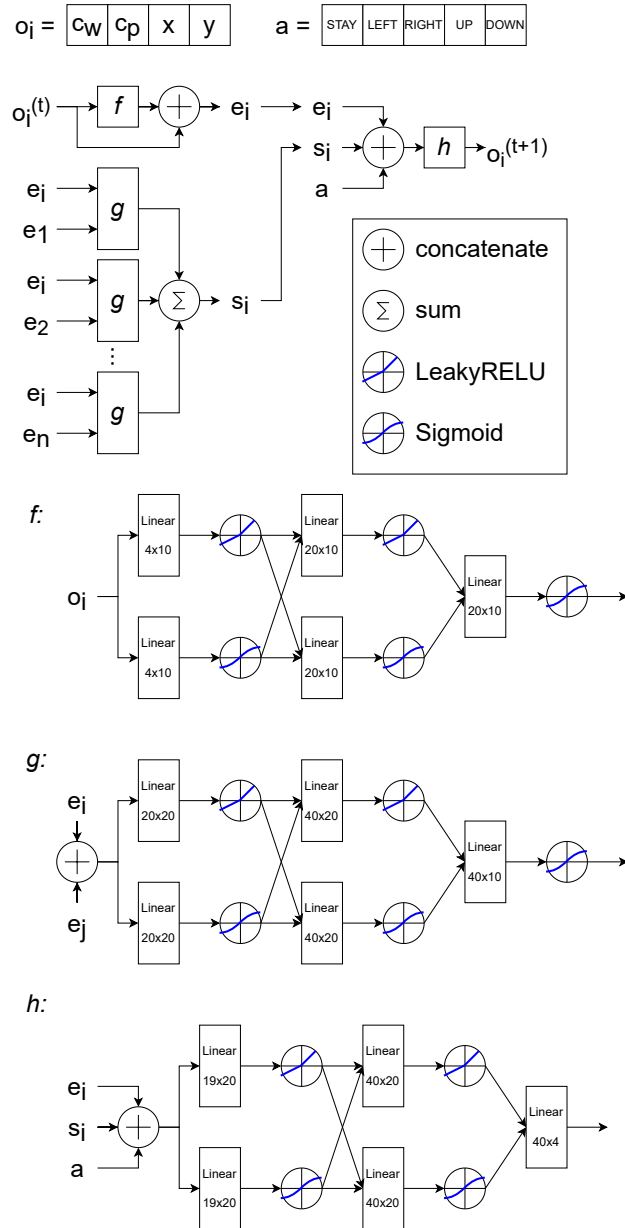 oi = cw cp x y
a = STAY LEFT RIGHT UP DOWN
oi(t) f + ei ei
si + h oi(t+1)
a
ei
e1 g
ei
e2 g Σ si
⋮
ei
en g
+ concatenate
Σ sum
LeakyRELU
Sigmoid
f:
Linear
4x10
Linear
20x10
oi
Linear
20x10
Linear
4x10
Linear
20x10
g:
ei
+
ej
Linear
20x20
Linear
40x20
Linear
40x10
Linear
20x20
Linear
40x20
h:
ei
si +
a
Linear
19x20
Linear
40x20
Linear
40x4
Linear
19x20
Linear
40x20